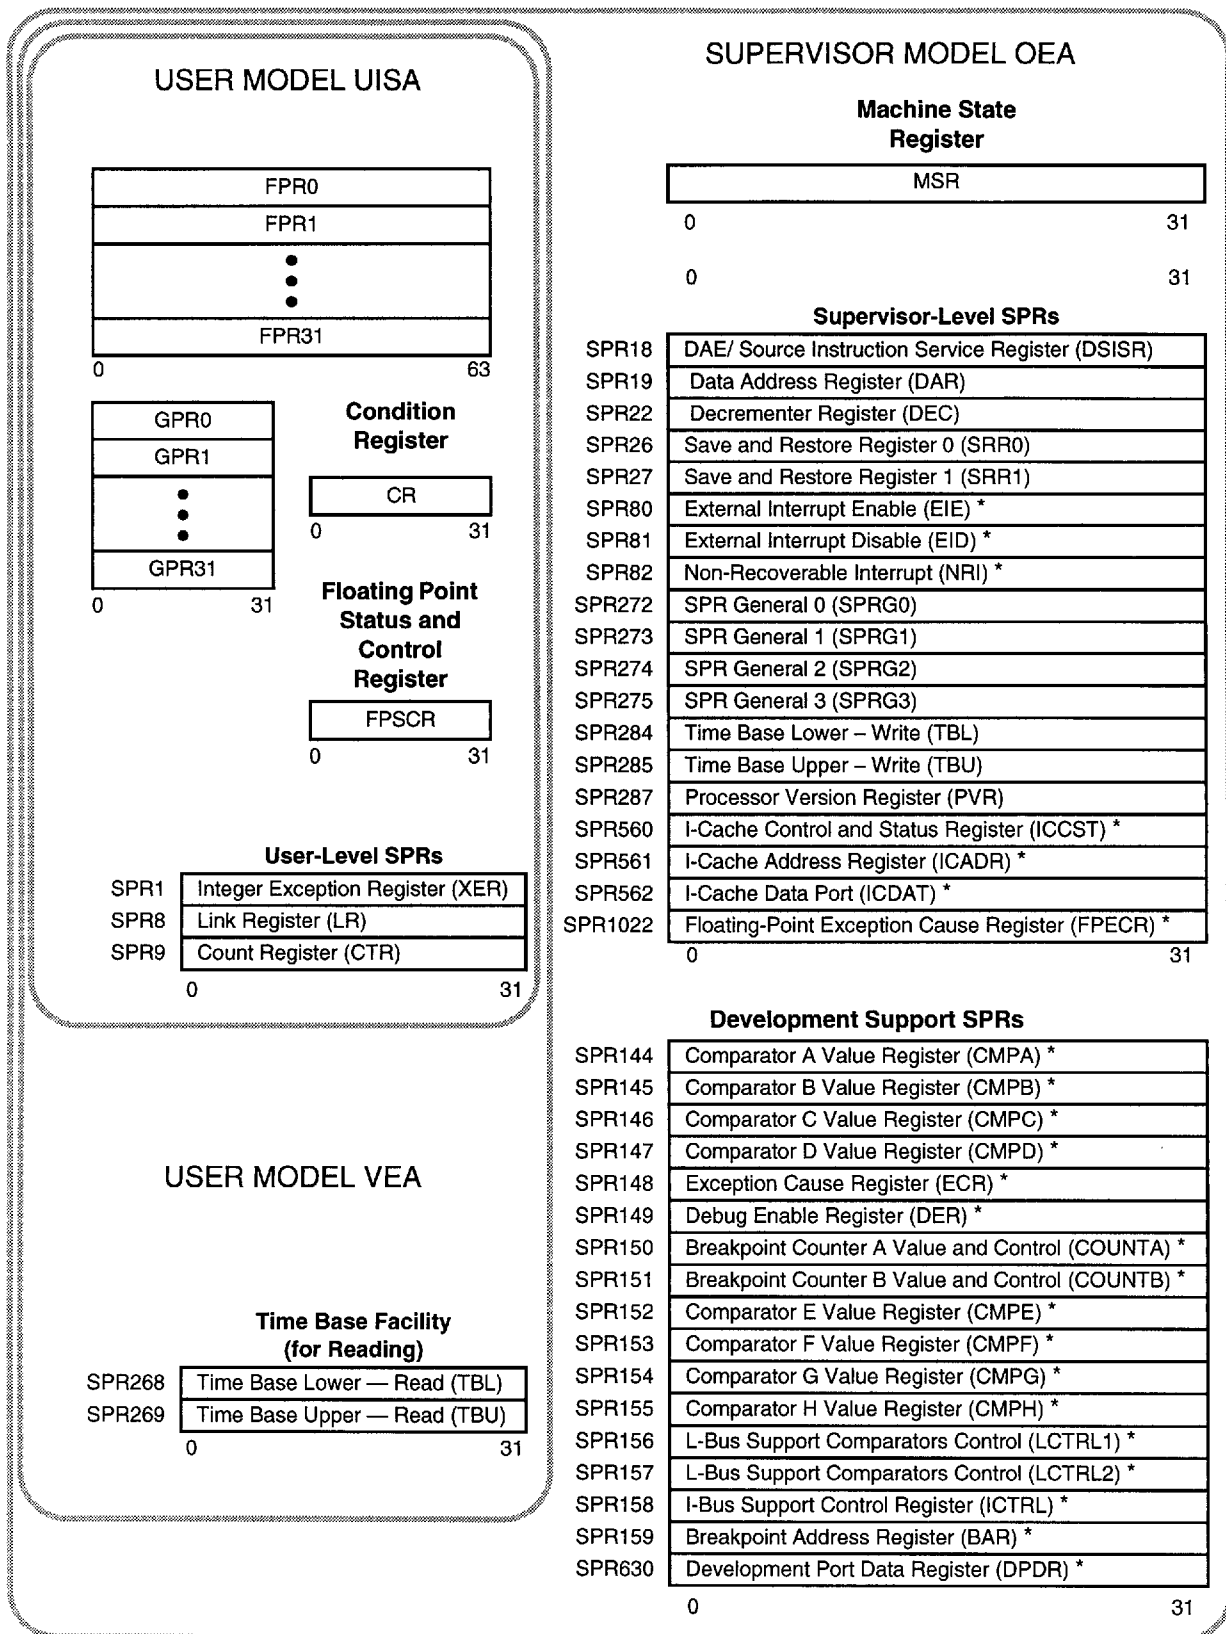 USER MODEL UISA
FPR0
FPR1
FPR31
0 63
GPR0
GPR1
GPR31
0 31
Condition
Register
CR
0 31
Floating Point
Status and
Control
Register
FPSCR
0 31
User-Level SPRs
SPR1 Integer Exception Register (XER)
SPR8 Link Register (LR)
SPR9 Count Register (CTR)
0 31
USER MODEL VEA
Time Base Facility
(for Reading)
SPR268 Time Base Lower — Read (TBL)
SPR269 Time Base Upper — Read (TBU)
0 31
SUPERVISOR MODEL OEA
Machine State
Register
MSR
0 31
0 31
Supervisor-Level SPRs
SPR18 DAE/ Source Instruction Service Register (DSISR)
SPR19 Data Address Register (DAR)
SPR22 Decrementer Register (DEC)
SPR26 Save and Restore Register 0 (SRR0)
SPR27 Save and Restore Register 1 (SRR1)
SPR80 External Interrupt Enable (EIE) *
SPR81 External Interrupt Disable (EID) *
SPR82 Non-Recoverable Interrupt (NRI) *
SPR272 SPR General 0 (SPRG0)
SPR273 SPR General 1 (SPRG1)
SPR274 SPR General 2 (SPRG2)
SPR275 SPR General 3 (SPRG3)
SPR284 Time Base Lower – Write (TBL)
SPR285 Time Base Upper – Write (TBU)
SPR287 Processor Version Register (PVR)
SPR560 I-Cache Control and Status Register (ICCST) *
SPR561 I-Cache Address Register (ICADR) *
SPR562 I-Cache Data Port (ICDAT) *
SPR1022 Floating-Point Exception Cause Register (FPECR) *
0 31
Development Support SPRs
SPR144 Comparator A Value Register (CMPA) *
SPR145 Comparator B Value Register (CMPB) *
SPR146 Comparator C Value Register (CMPC) *
SPR147 Comparator D Value Register (CMPD) *
SPR148 Exception Cause Register (ECR) *
SPR149 Debug Enable Register (DER) *
SPR150 Breakpoint Counter A Value and Control (COUNTA) *
SPR151 Breakpoint Counter B Value and Control (COUNTB) *
SPR152 Comparator E Value Register (CMPE) *
SPR153 Comparator F Value Register (CMPF) *
SPR154 Comparator G Value Register (CMPG) *
SPR155 Comparator H Value Register (CMPH) *
SPR156 L-Bus Support Comparators Control (LCTRL1) *
SPR157 L-Bus Support Comparators Control (LCTRL2) *
SPR158 I-Bus Support Control Register (ICTRL) *
SPR159 Breakpoint Address Register (BAR) *
SPR630 Development Port Data Register (DPDR) *
0 31